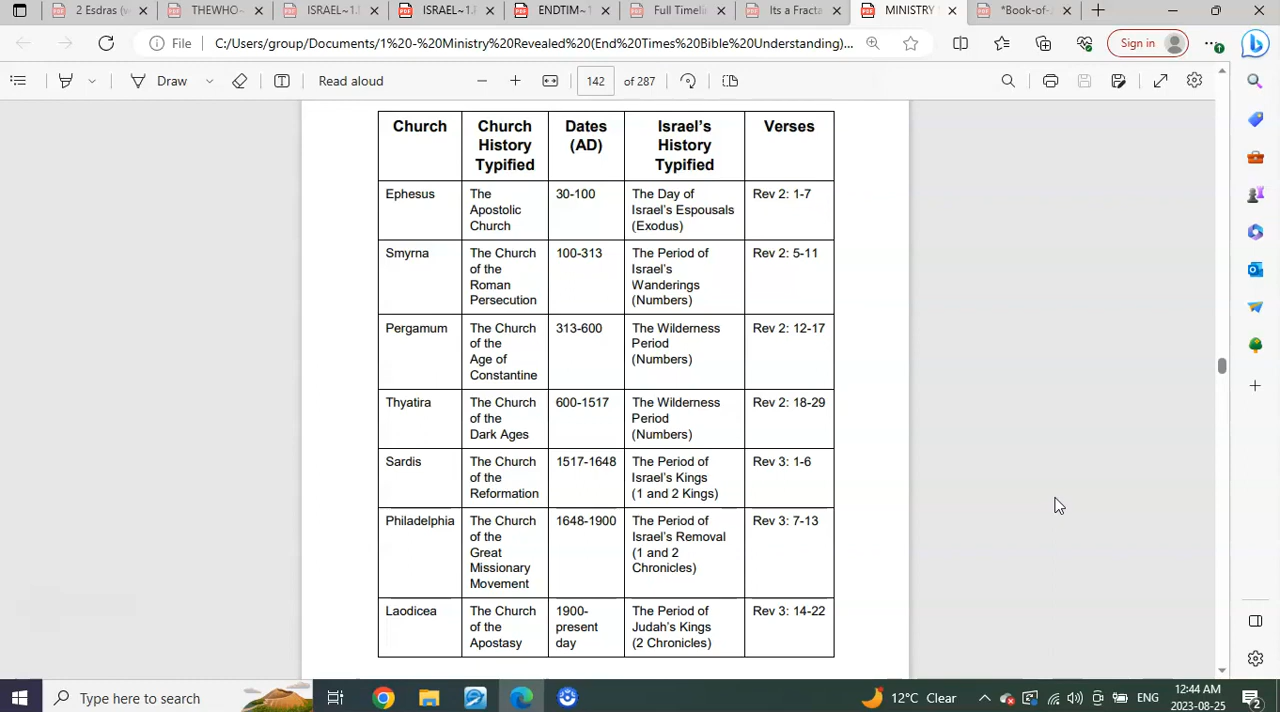 2 Esdras (v
THEWHO-
ISRAEL~1.I
ISRAEL~1.F
ENDTIM~1
Full Timelin
Its a Fracta
MINISTRY
*Book-of-
File
C:/Users/group/Documents/1%20-%20Ministry%20Revealed(End%20Times%20Bible%20Understanding)...
Sign in
Draw
Read aloud
142
of 287
Church
Church
History
Typified
Dates
(AD)
Israel's
History
Typified
Verses
Ephesus
The
Apostolic
Church
30-100
The Day of
Israel's Espousals
(Exodus)
Rev 2: 1-7
Smyrna
The Church
of the
Roman
Persecution
100-313
The Period of
Israel's
Wanderings
(Numbers)
Rev 2: 5-11
Pergamum
The Church
of the
Age of
Constantine
313-600
The Wilderness
Period
(Numbers)
Rev 2: 12-17
Thyatira
The Church
of the
Dark Ages
600-1517
The Wilderness
Period
(Numbers)
Rev 2: 18-29
Sardis
The Church
of the
Reformation
1517-1648
The Period of
Israel's Kings
(1 and 2 Kings)
Rev 3: 1-6
Philadelphia
The Church
of the
Great
Missionary
Movement
1648-1900
The Period of
Israel's Removal
(1 and 2
Chronicles)
Rev 3: 7-13
Laodicea
The Church
of the
Apostasy
1900-
present
day
The Period of
Judah's Kings
(2 Chronicles)
Rev 3: 14-22
Type here to search
12°C Clear
ENG
12:44 AM
2023-08-25
2